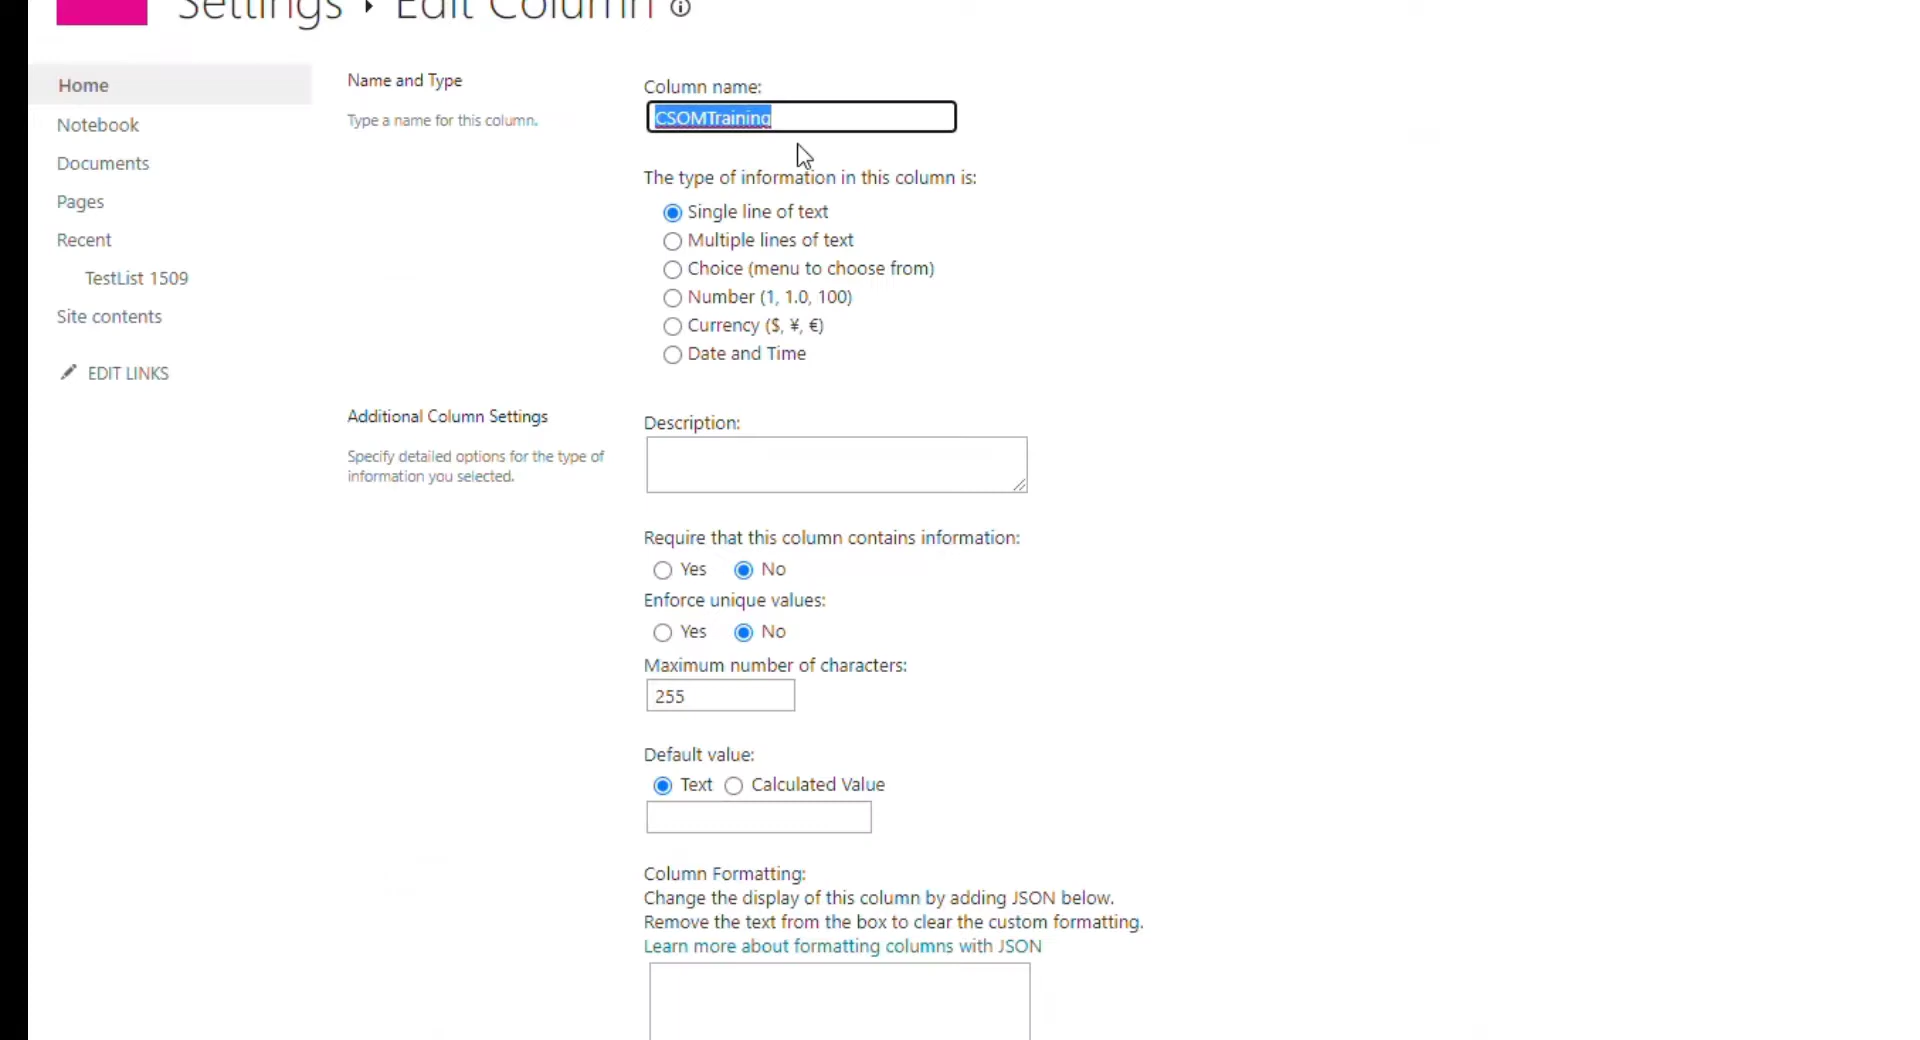 Settings ▸ Edit Column
Home
Notebook
Documents
Pages
Recent
TestList 1509
Site contents
EDIT LINKS
Name and Type
Type a name for this column.
Column name:
CSOMTraining
The type of information in this column is:
Single line of text
Multiple lines of text
Choice (menu to choose from)
Number (1, 1.0, 100)
Currency ($, ¥, €)
Date and Time
Additional Column Settings
Specify detailed options for the type of
information you selected.
Description:
Require that this column contains information:
Yes No
Enforce unique values:
Yes No
Maximum number of characters:
255
Default value:
Text Calculated Value
Column Formatting:
Change the display of this column by adding JSON below.
Remove the text from the box to clear the custom formatting.
Learn more about formatting columns with JSON